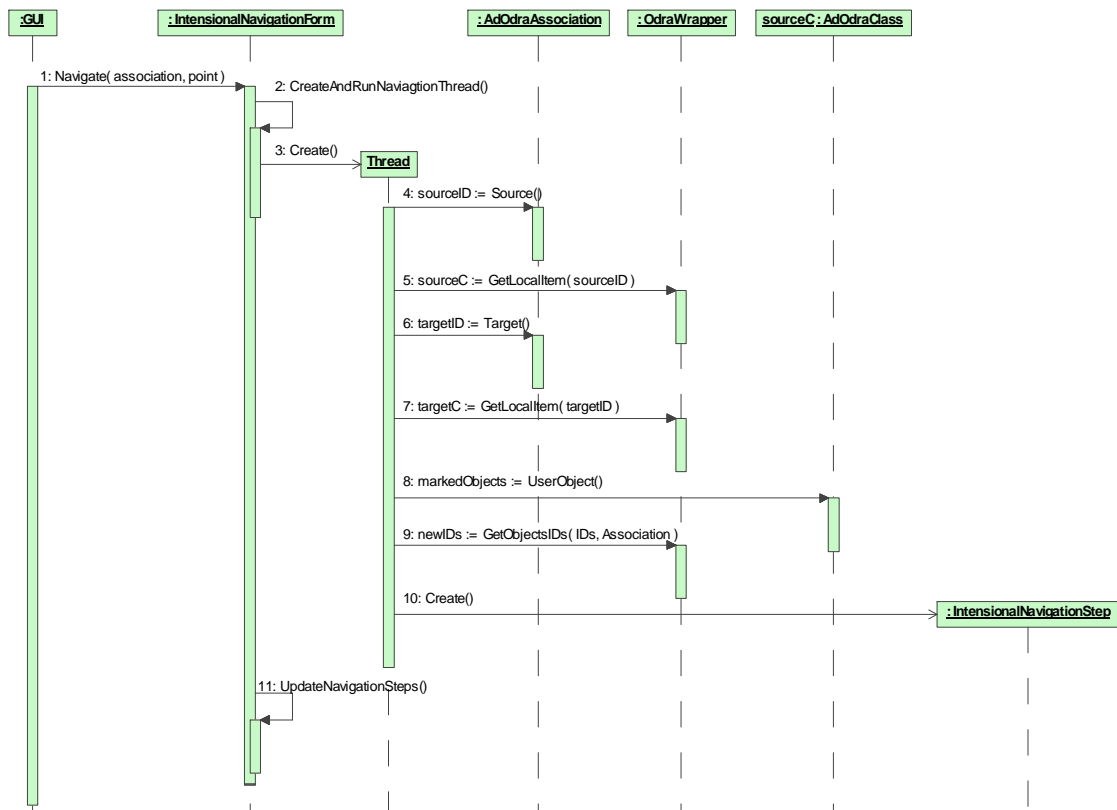 :GUI
: IntensionalNavigationForm
: AdOdraAssociation
: OdraWrapper
sourceC : AdOdraClass
1: Navigate( association, point )
2: CreateAndRunNaviagtionThread()
3: Create()
Thread
4: sourceID := Source()
5: sourceC := GetLocalItem( sourceID )
6: targetID := Target()
7: targetC := GetLocalItem( targetID )
8: markedObjects := UserObject()
9: newIDs := GetObjectsIDs( IDs, Association )
10: Create()
: IntensionalNavigationStep
11: UpdateNavigationSteps()